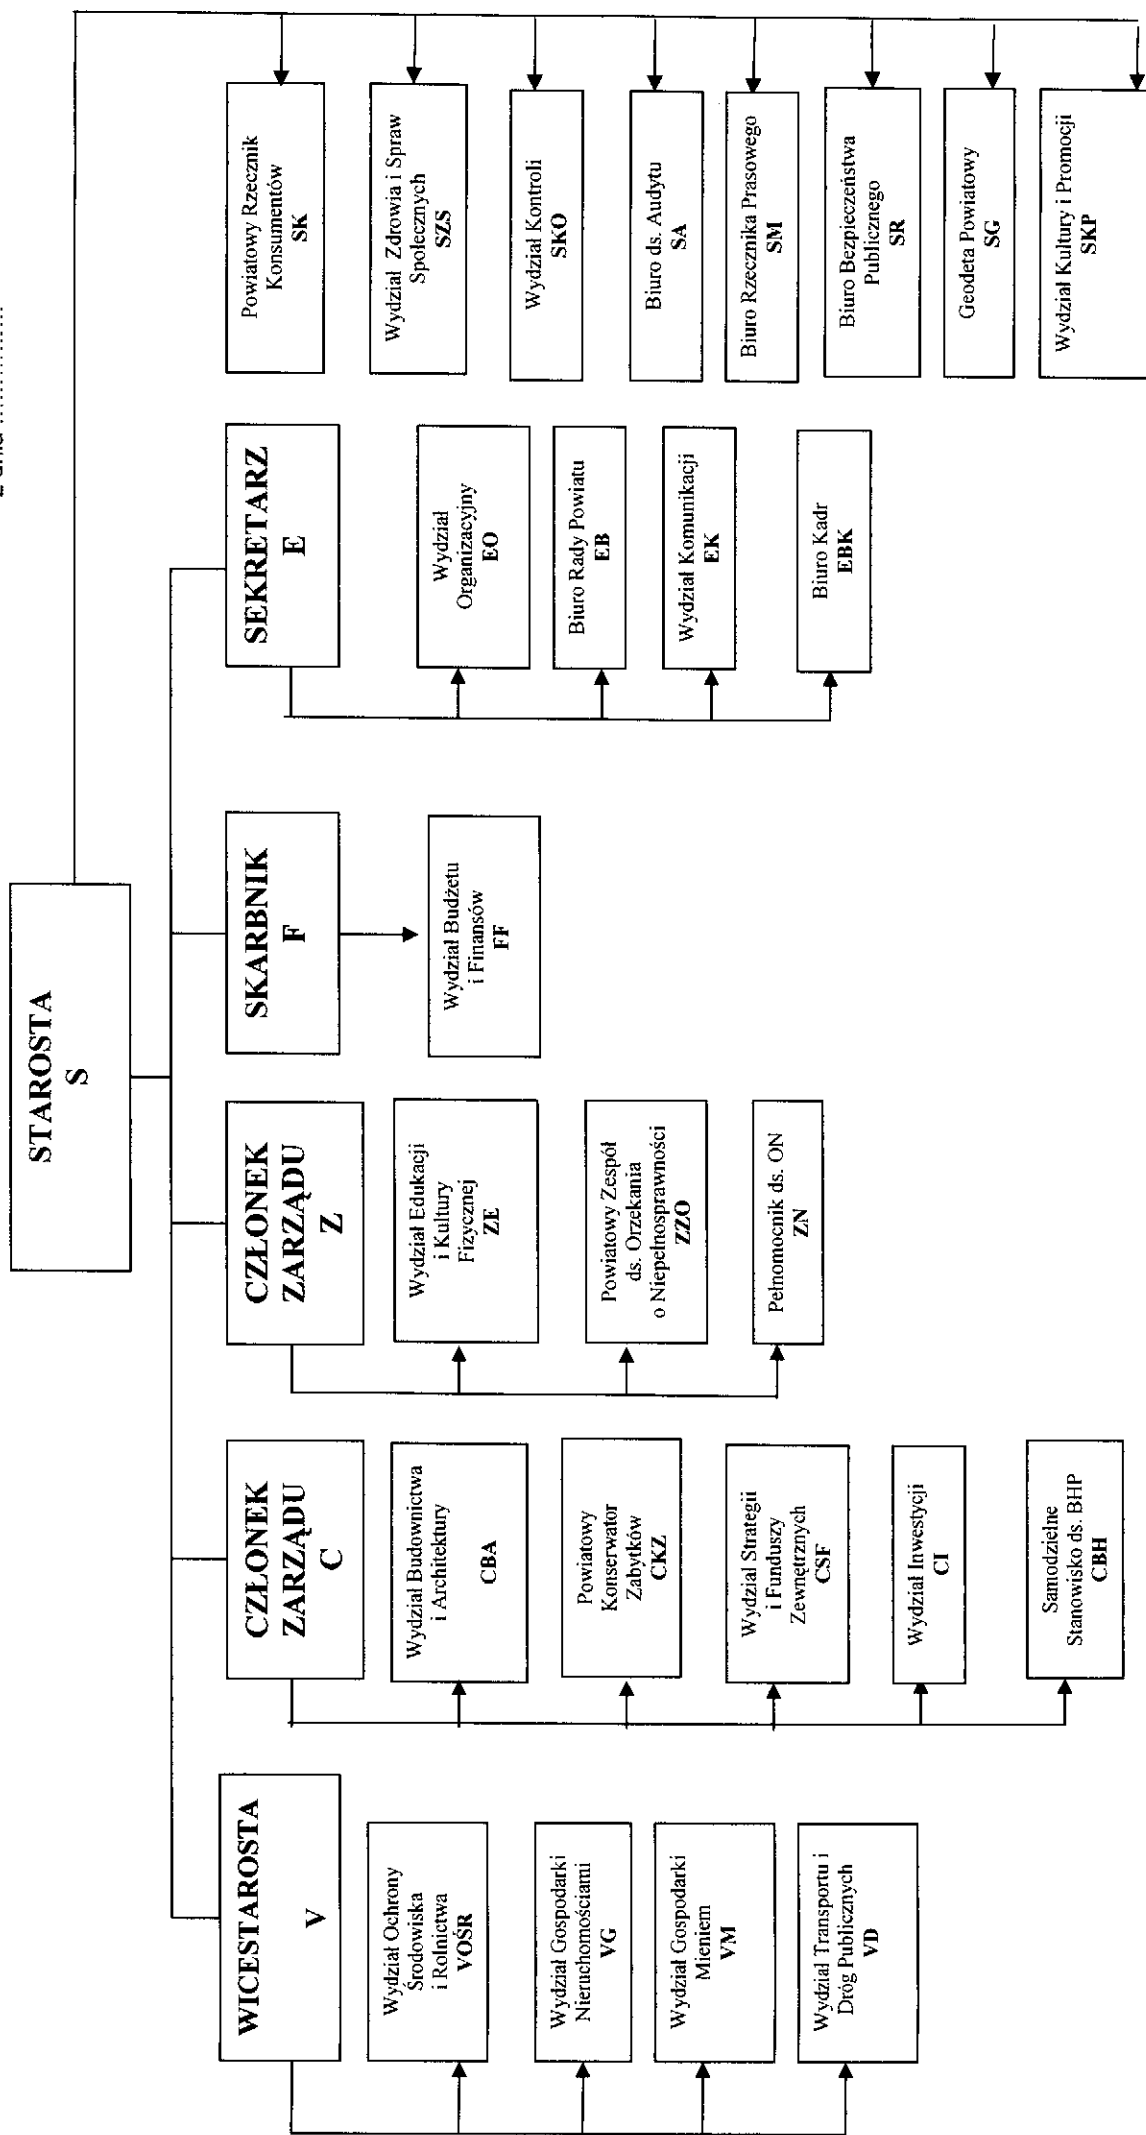 z dnia ................
STAROSTA
S
WICESTAROSTA
V
Wydział Ochrony
Środowiska
i Rolnictwa
VOŚR
Wydział Gospodarki
Nieruchomościami
VG
Wydział Gospodarki
Mieniem
VM
Wydział Transportu i
Dróg Publicznych
VD
CZŁONEK
ZARZĄDU
C
Wydział Budownictwa
i Architektury
CBA
Powiatowy
Konserwator
Zabytków
CKZ
Wydział Strategii
i Funduszy
Zewnętrznych
CSF
Wydział Inwestycji
CI
Samodzielne
Stanowisko ds. BHP
CBH
CZŁONEK
ZARZĄDU
Z
Wydział Edukacji
i Kultury
Fizycznej
ZE
Powiatowy Zespół
ds. Orzekania
o Niepełnosprawności
ZZO
Pełnomocnik ds. ON
ZN
SKARBNIK
F
Wydział Budżetu
i Finansów
FF
SEKRETARZ
E
Wydział
Organizacyjny
EO
Biuro Rady Powiatu
EB
Wydział Komunikacji
EK
Biuro Kadr
EBK
Powiatowy Rzecznik
Konsumentów
SK
Wydział Zdrowia i Spraw
Społecznych
SZS
Wydział Kontroli
SKO
Biuro ds. Audytu
SA
Biuro Rzecznika Prasowego
SM
Biuro Bezpieczeństwa
Publicznego
SR
Geodeta Powiatowy
SG
Wydział Kultury i Promocji
SKP